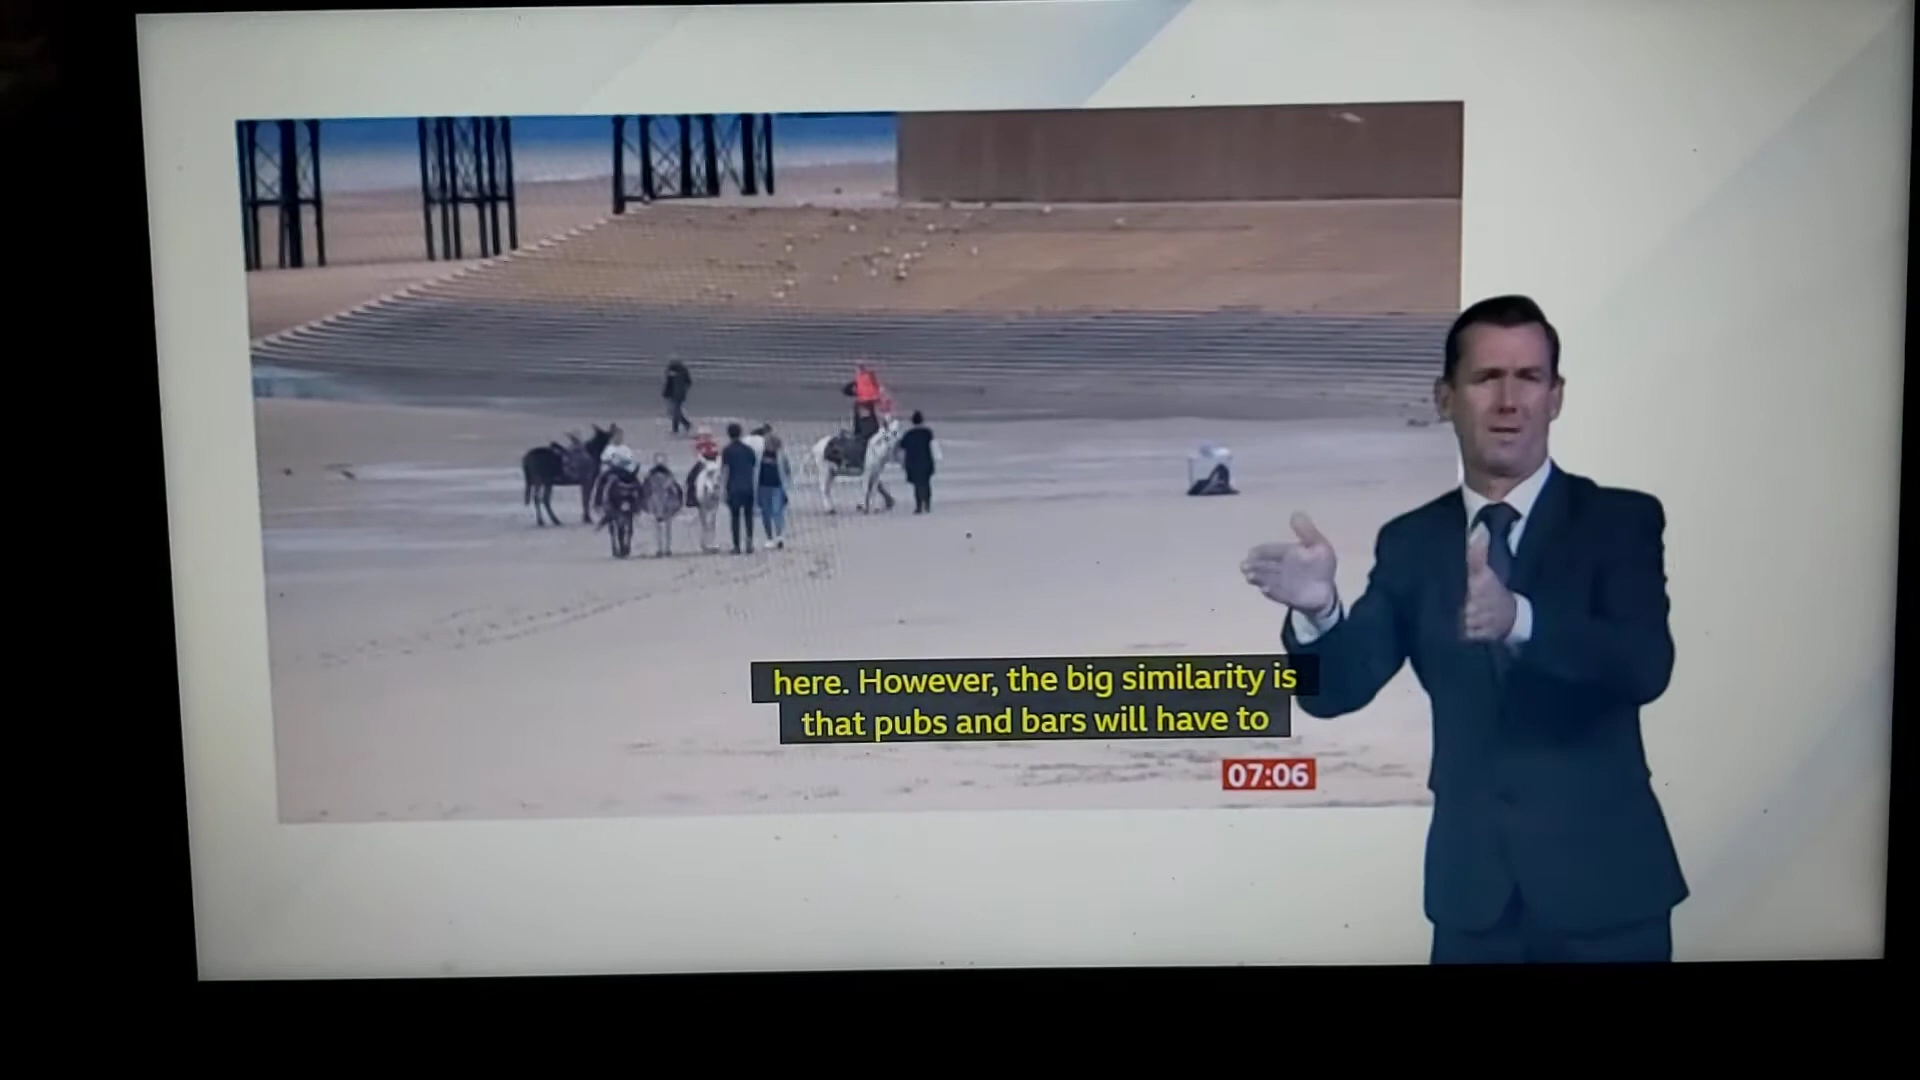 here. However, the big similarity is
that pubs and bars will have to
07:06